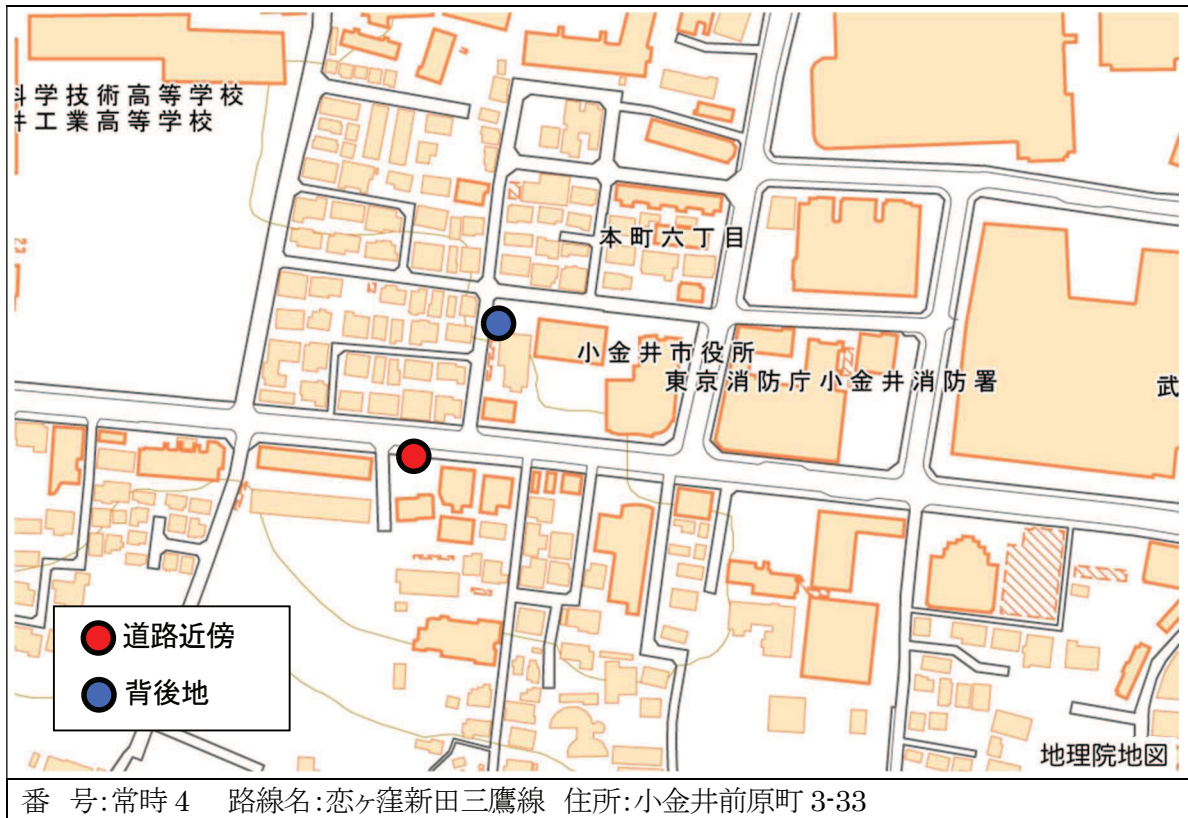 科学技術高等学校
井工業高等学校
本町六丁目
小金井市役所
東京消防庁小金井消防署
武
道路近傍
背後地
地理院地図
番 号:常時4 路線名:恋ヶ窪新田三鷹線 住所:小金井前原町 3-33